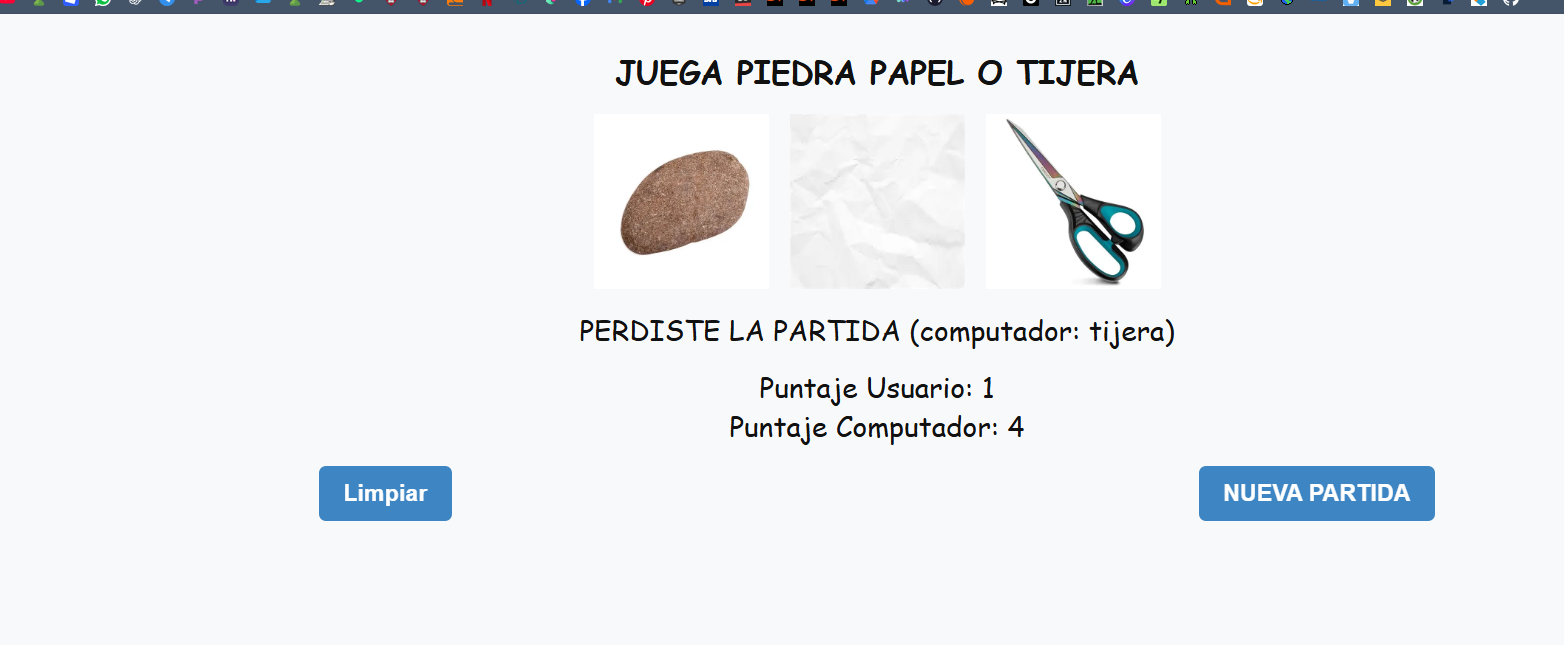 JUEGA PIEDRA PAPEL O TIJERA
PERDISTE LA PARTIDA (computador: tijera)
Puntaje Usuario: 1
Puntaje Computador: 4
Limpiar
NUEVA PARTIDA